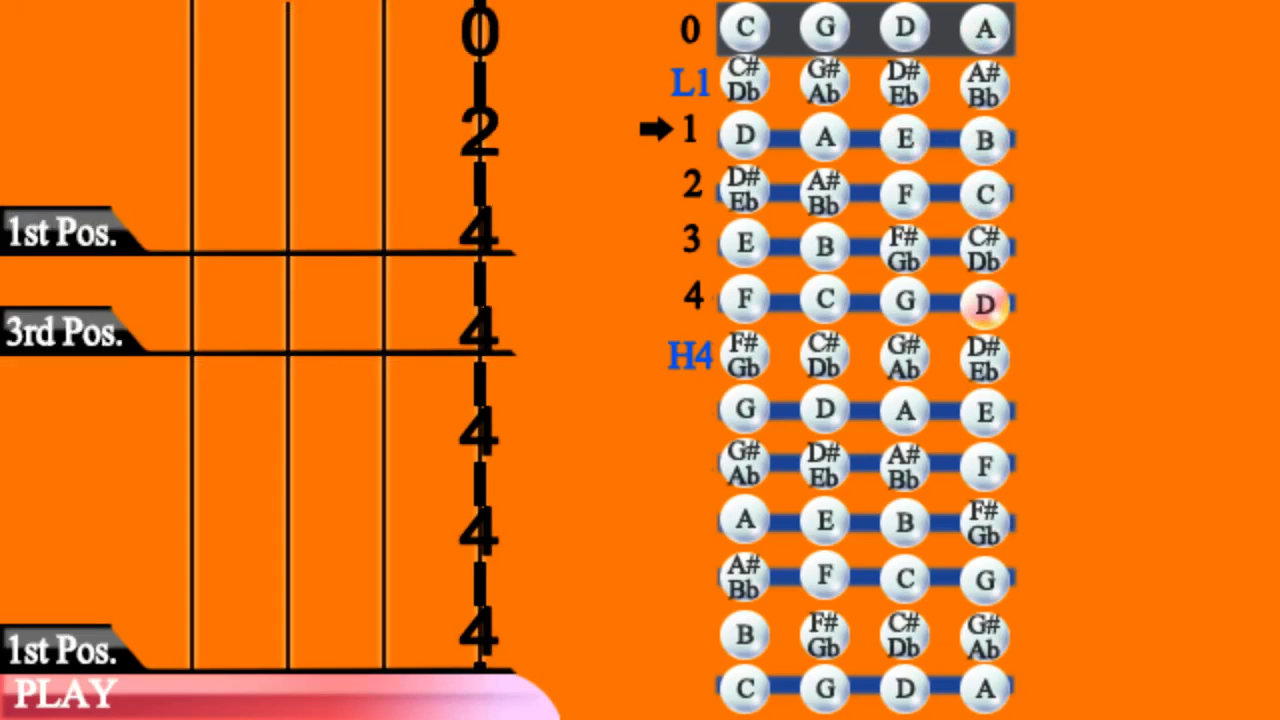 0
2
4
1st Pos.
4
3rd Pos.
4
4
4
1st Pos.
PLAY
0 C G D A
L1 C# Db G# Ab D# Eb A# Bb
1 D A E B
2 D# Eb A# Bb F C
3 E B F# Gb C# Db
4 F C G D
H4 F# Gb C# Db G# Ab D# Eb
G D A E
G# Ab D# Eb A# Bb F
A E B F# Gb
A# Bb F C G
B F# Gb C# Db G# Ab
C G D A